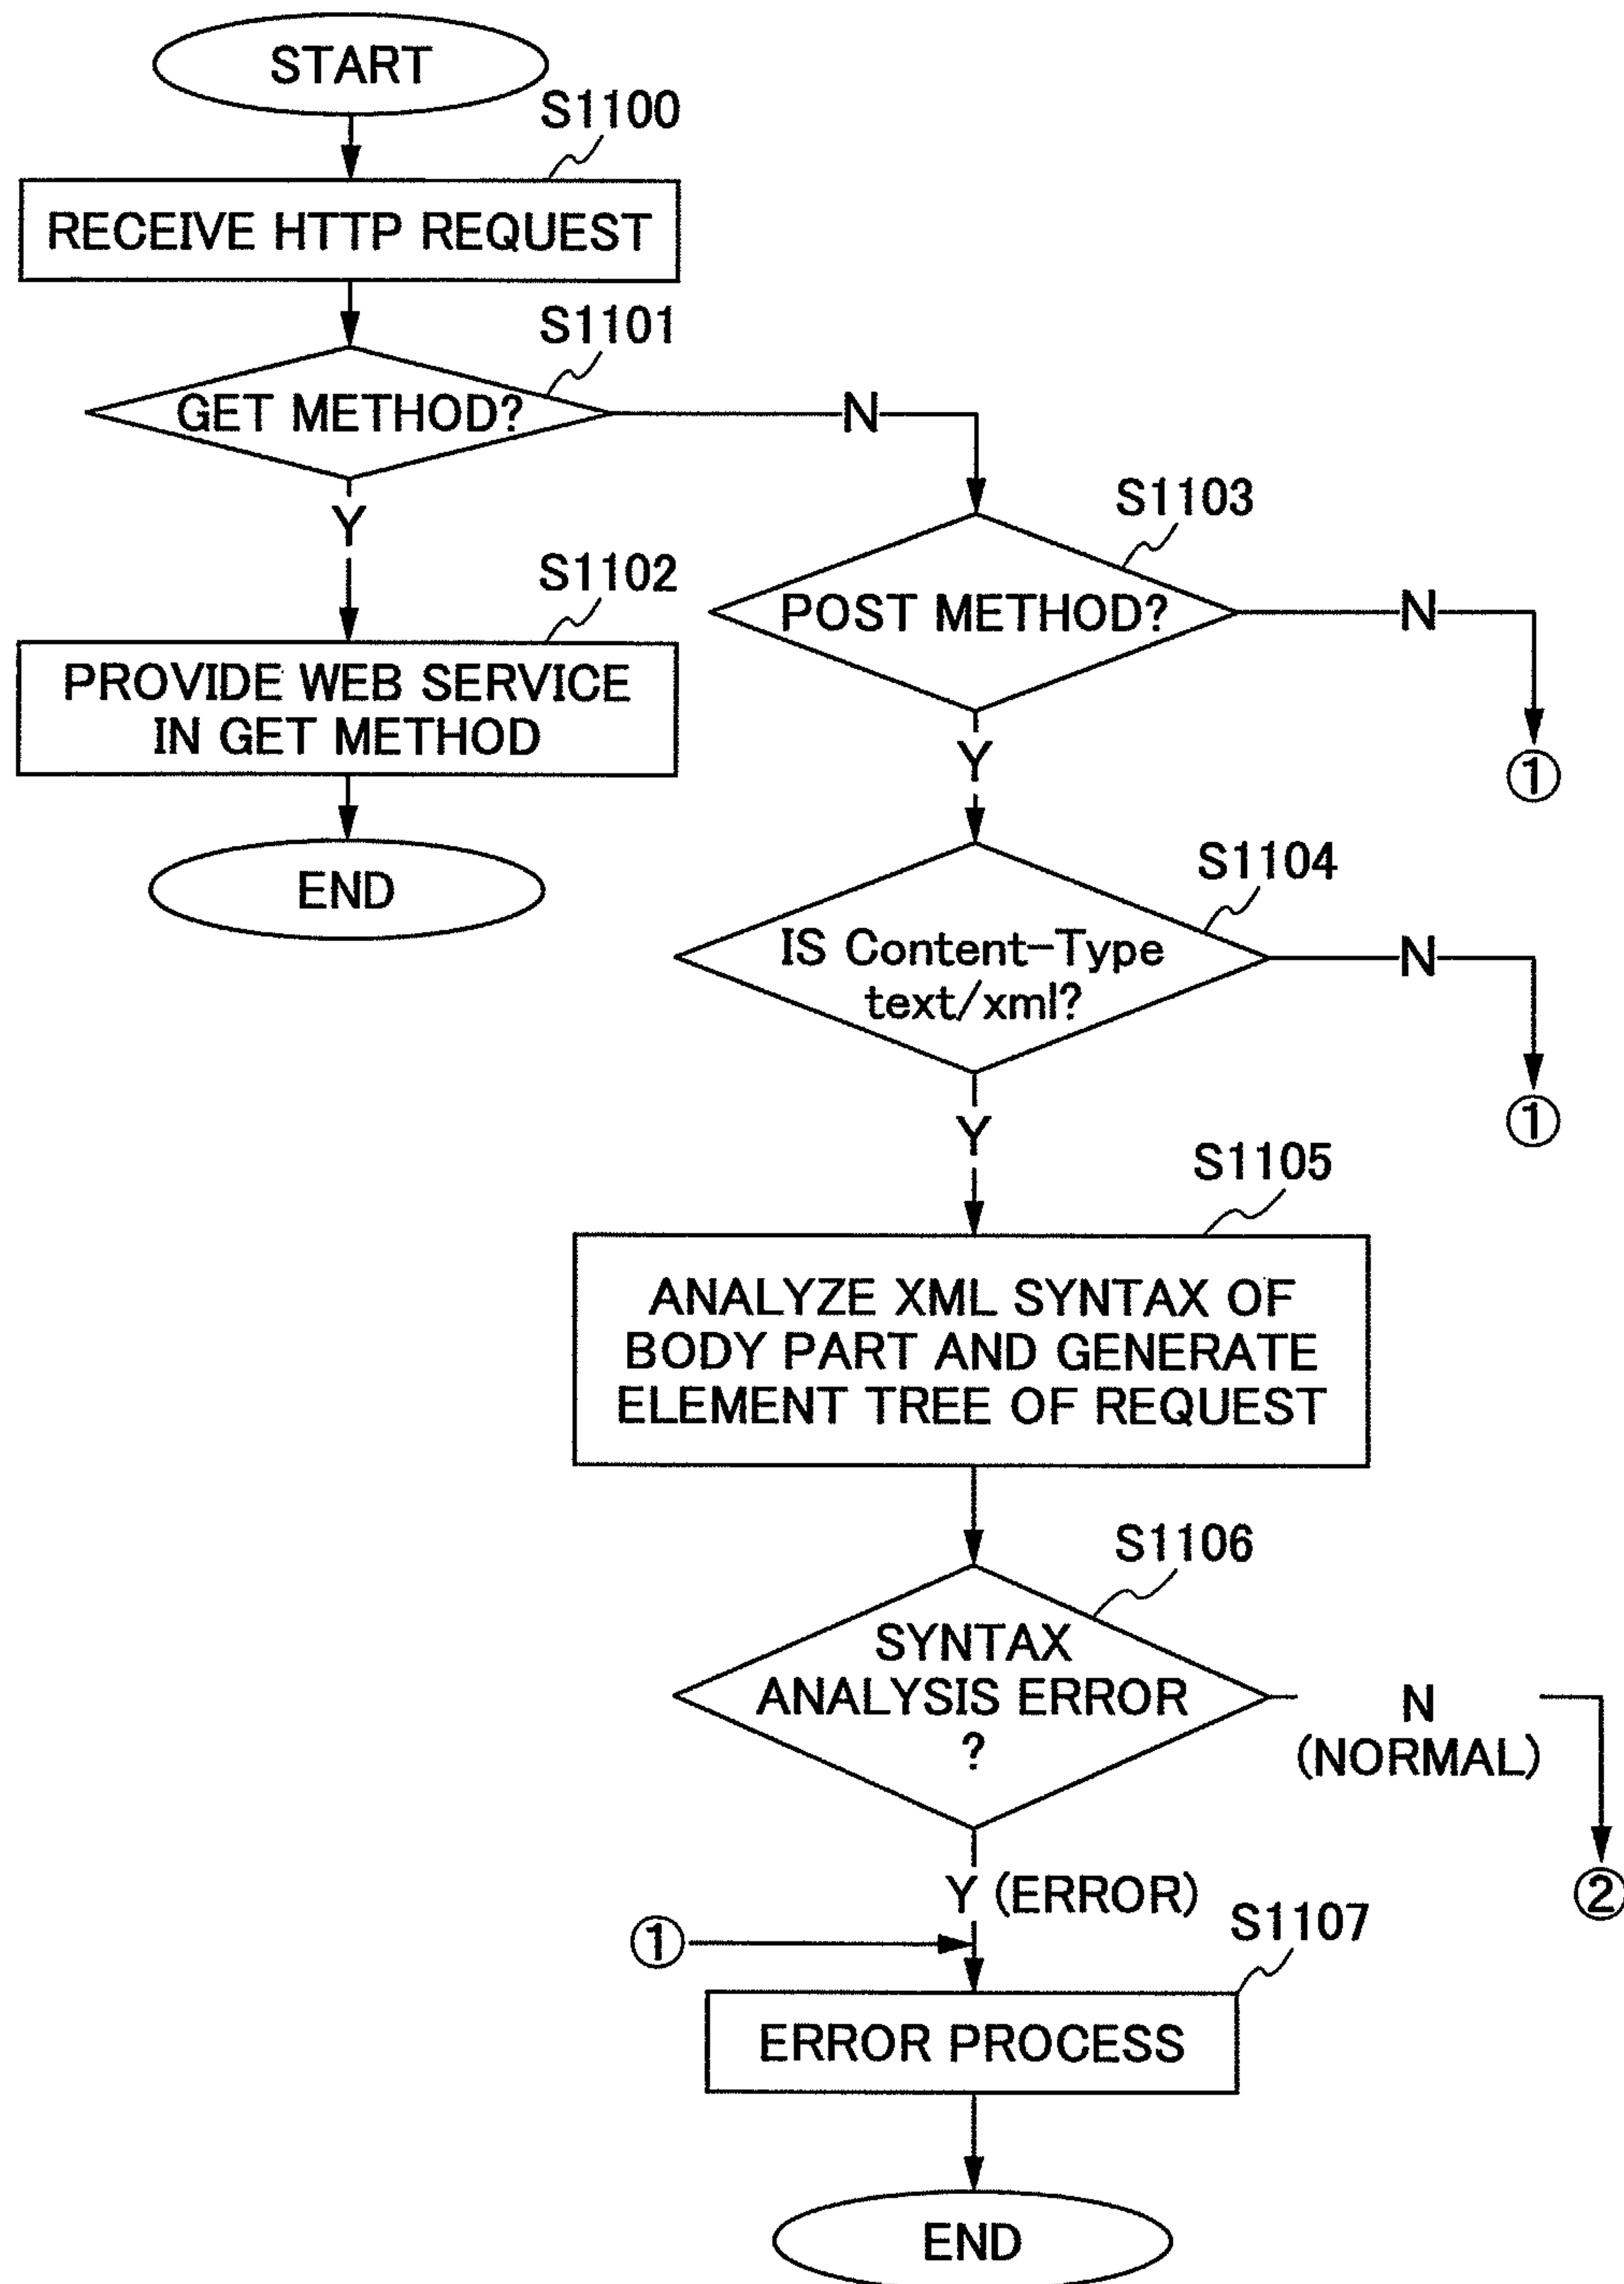 START
S1100
RECEIVE HTTP REQUEST
S1101
GET METHOD?
N
Y
S1102
PROVIDE WEB SERVICE
IN GET METHOD
END
S1103
POST METHOD?
N
①
Y
S1104
IS Content-Type
text/xml?
N
①
Y
S1105
ANALYZE XML SYNTAX OF
BODY PART AND GENERATE
ELEMENT TREE OF REQUEST
S1106
SYNTAX
ANALYSIS ERROR
?
N
(NORMAL)
②
Y (ERROR)
①
S1107
ERROR PROCESS
END